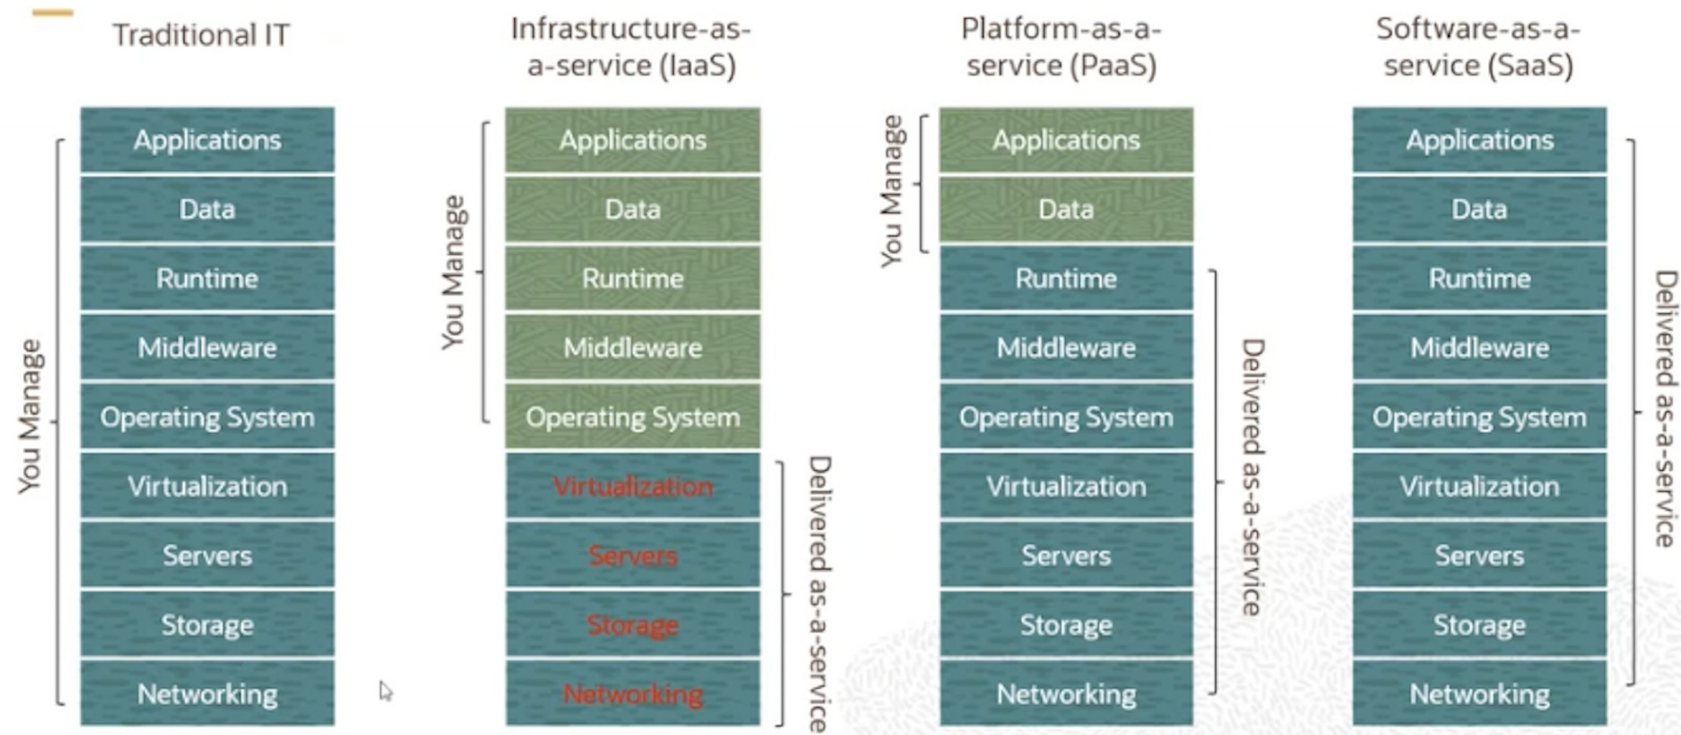 Traditional IT
You Manage
Applications
Data
Runtime
Middleware
Operating System
Virtualization
Servers
Storage
Networking
Infrastructure-as-
a-service (IaaS)
You Manage
Applications
Data
Runtime
Middleware
Operating System
Virtualization
Servers
Storage
Networking
Delivered as-a-service
Platform-as-a-
service (PaaS)
You Manage
Applications
Data
Runtime
Middleware
Operating System
Virtualization
Servers
Storage
Networking
Delivered as-a-service
Software-as-a-
service (SaaS)
Applications
Data
Runtime
Middleware
Operating System
Virtualization
Servers
Storage
Networking
Delivered as-a-service